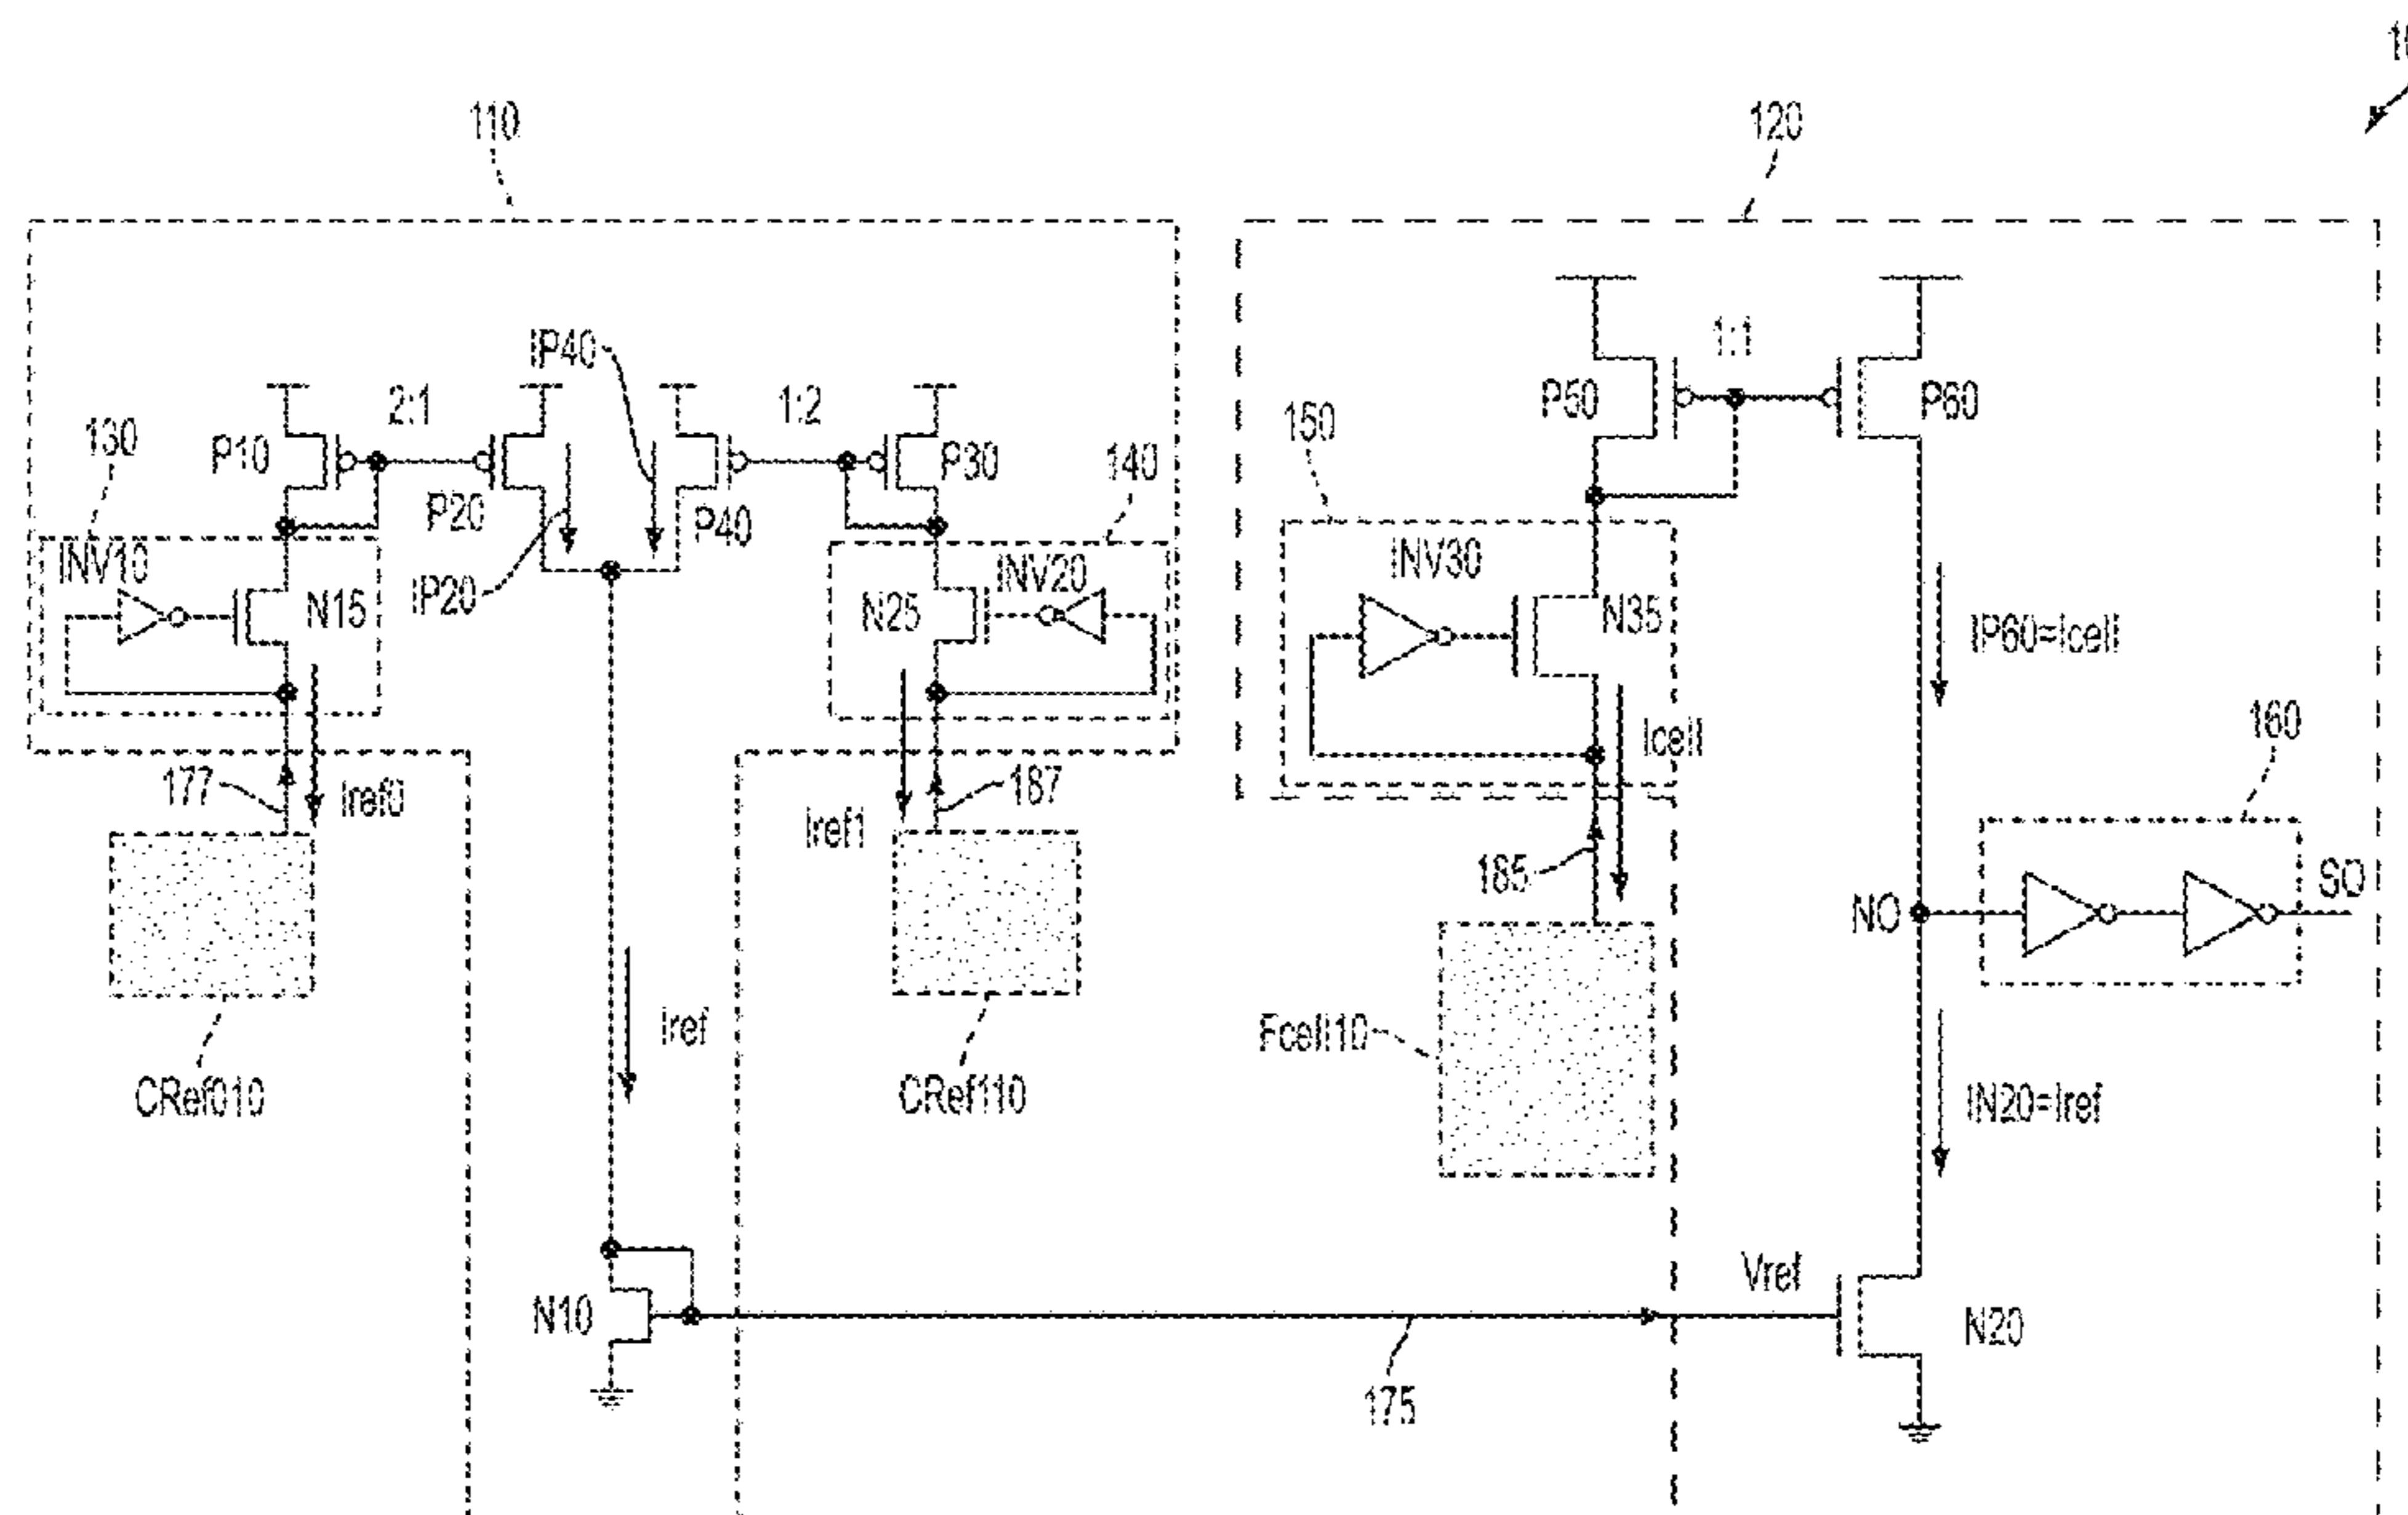 110
120
IP40
2:1
1:2
1:1
130
P10
P20
P40
P30
140
150
P50
P60
INV10
N15
IP20
N25
INV20
INV30
N35
IP60=Icell
177
Iref0
Iref1
187
Icell
160
185
NO
SO
Iref
CRef010
CRef110
Fcell10
IN20=Iref
N10
Vref
N20
175